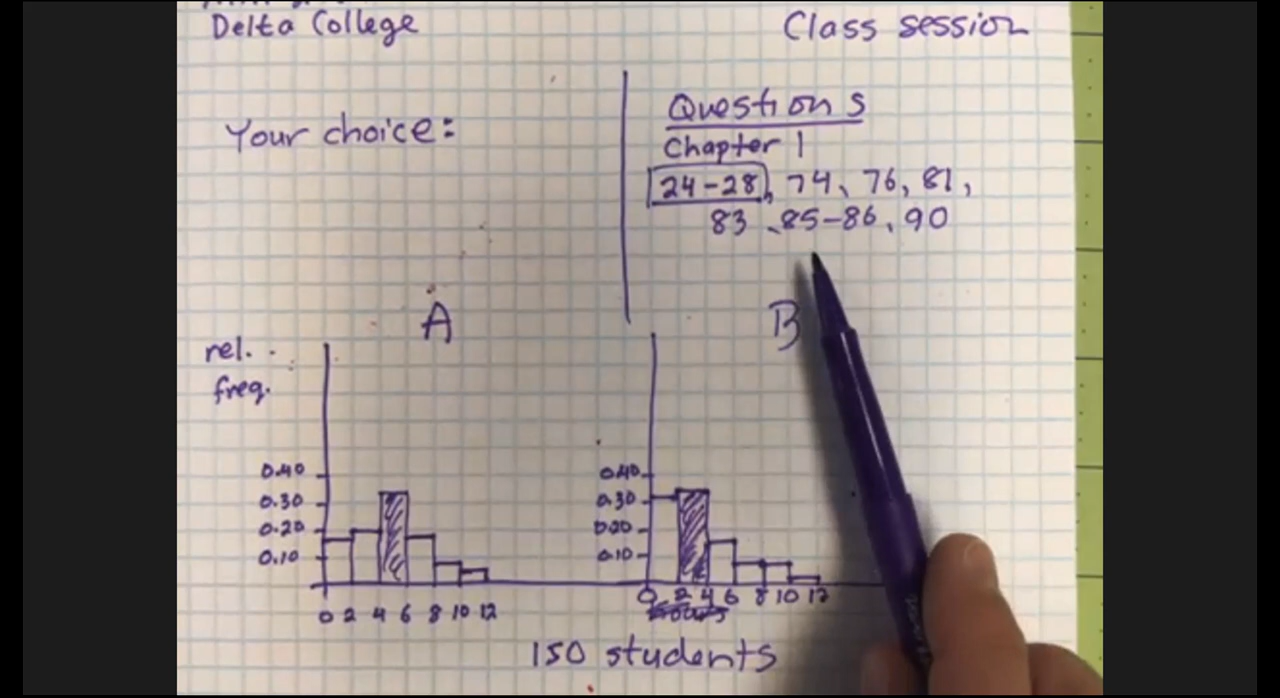 Delta College
Class session
Your choice:
Questions
Chapter 1
24-28, 74, 76, 81,
83, 85-86, 90
A
B
rel.
freq.
0.40
0.30
0.20
0.10
0 2 4 6 8 10 12
0.40
0.30
0.20
0.10
0 2 4 6 8 10 12
150 students